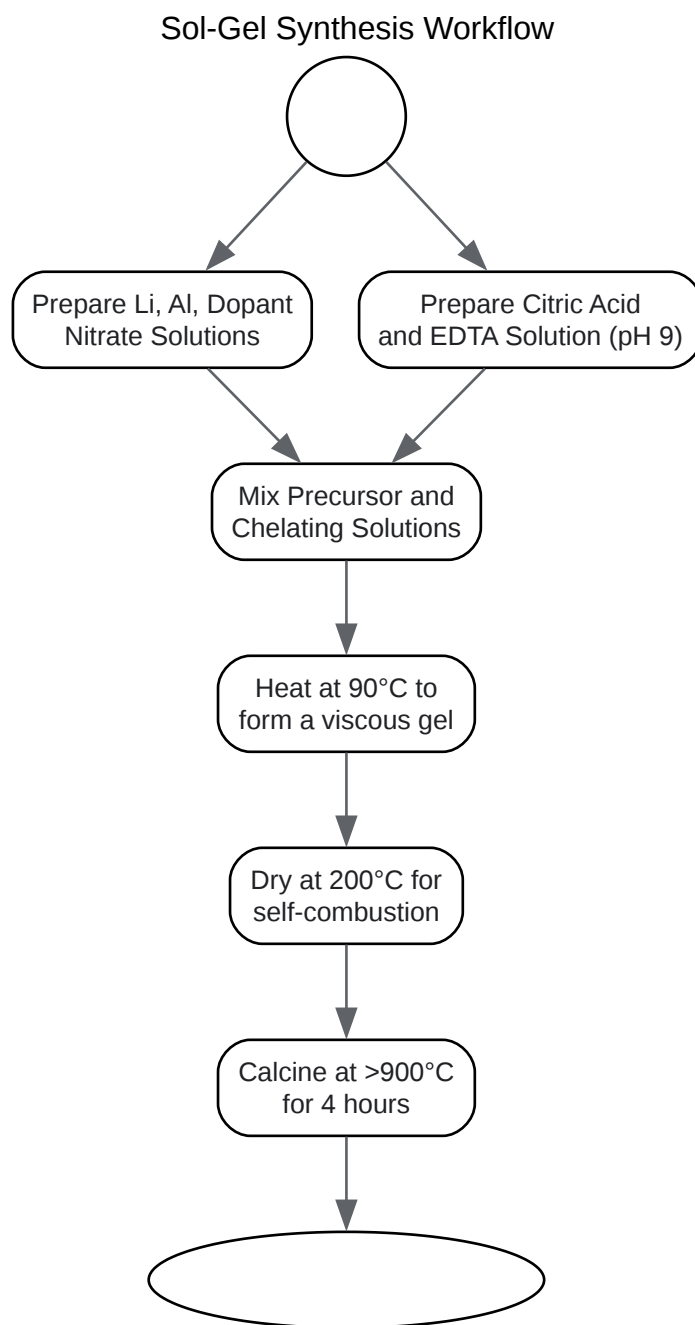 Sol-Gel Synthesis Workflow
Prepare Li, Al, Dopant
Nitrate Solutions
Prepare Citric Acid
and EDTA Solution (pH 9)
Mix Precursor and
Chelating Solutions
Heat at 90°C to
form a viscous gel
Dry at 200°C for
self-combustion
Calcine at >900°C
for 4 hours